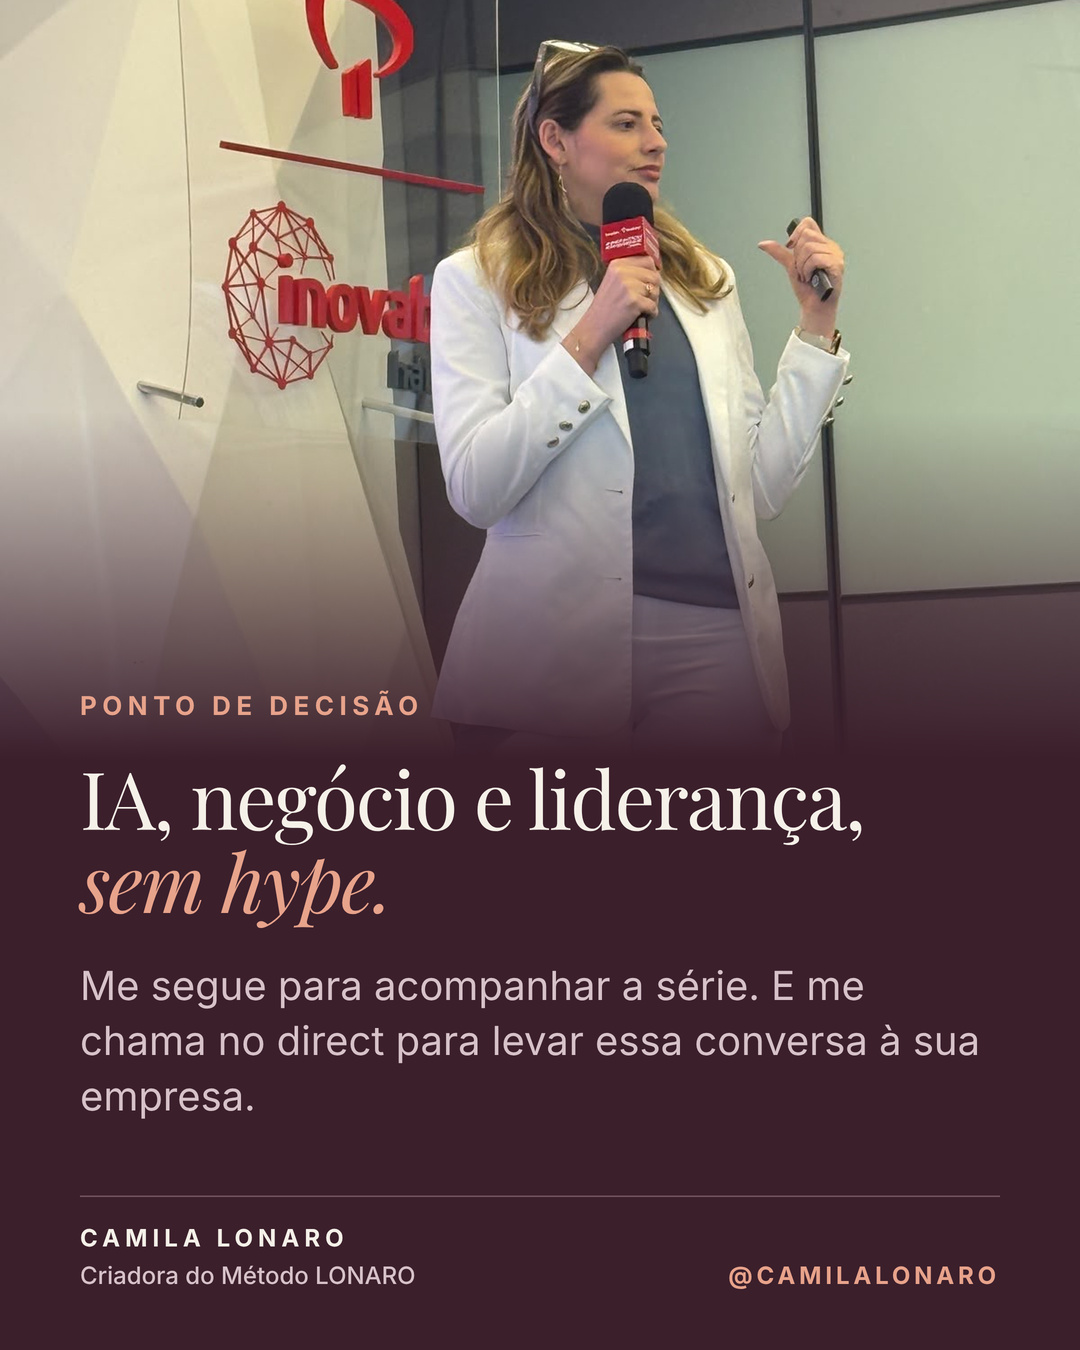 inovab
PONTO DE DECISÃO
IA, negócio e liderança,
sem hype.
Me segue para acompanhar a série. E me
chama no direct para levar essa conversa à sua
empresa.
CAMILA LONARO
Criadora do Método LONARO
@CAMILALONARO